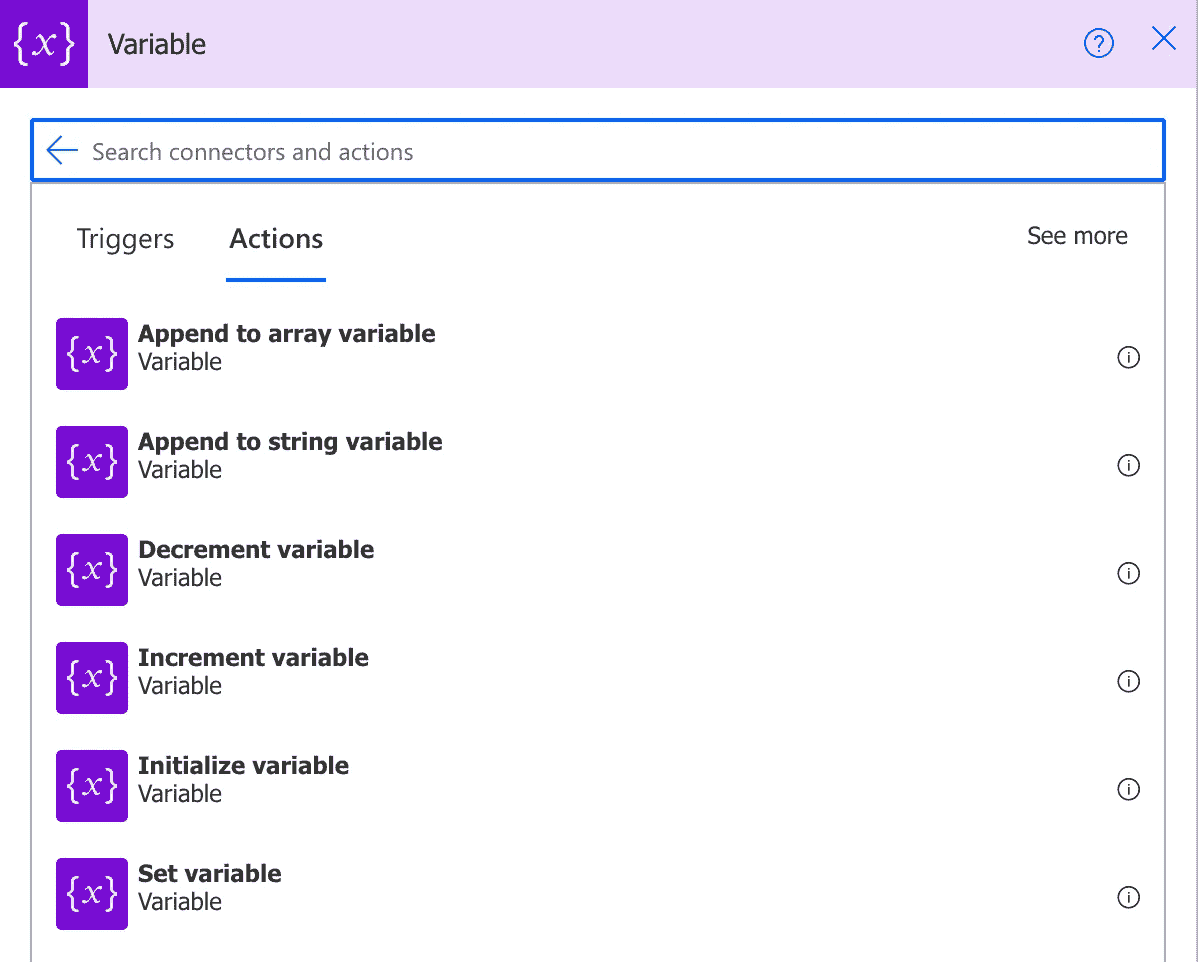 {x} Variable
Search connectors and actions
Triggers Actions See more
{x} Append to array variable
Variable
{x} Append to string variable
Variable
{x} Decrement variable
Variable
{x} Increment variable
Variable
{x} Initialize variable
Variable
{x} Set variable
Variable